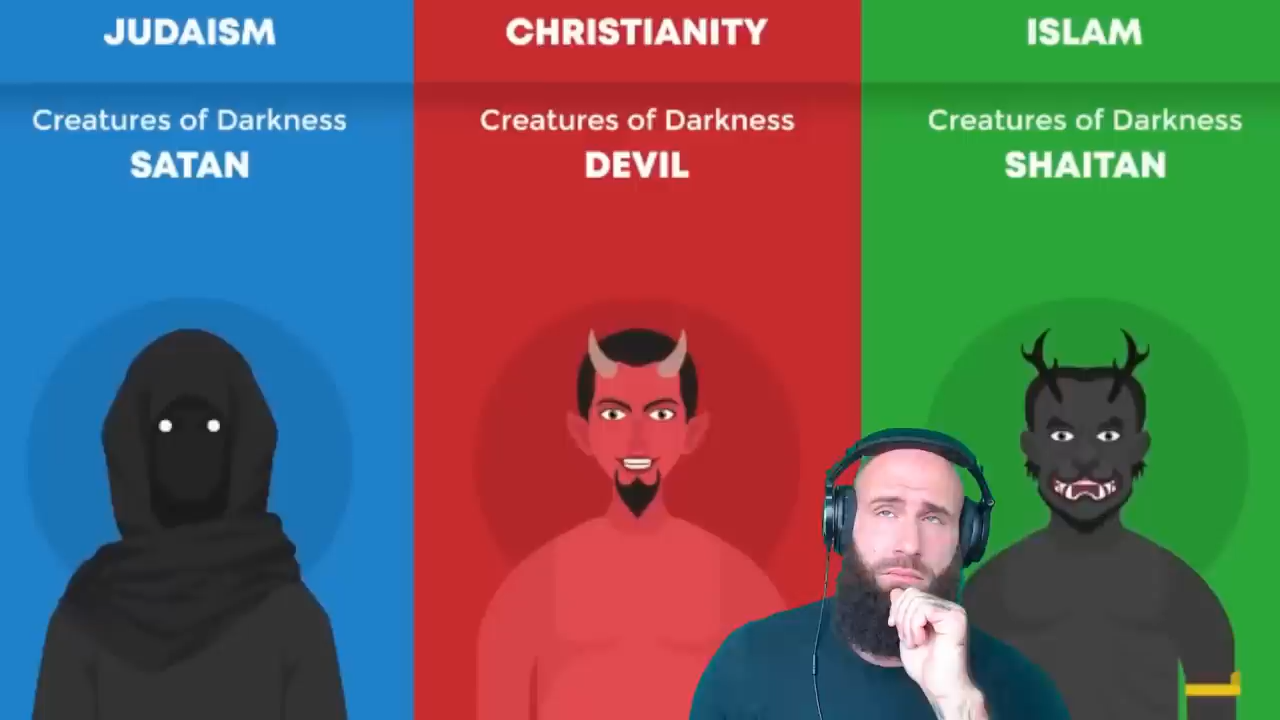 JUDAISM
Creatures of Darkness
SATAN
CHRISTIANITY
Creatures of Darkness
DEVIL
ISLAM
Creatures of Darkness
SHAITAN